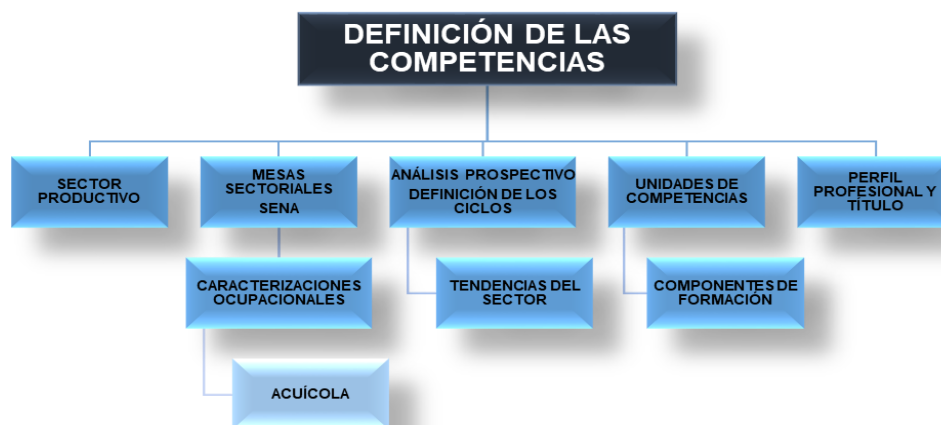 DEFINICIÓN DE LAS
COMPETENCIAS
SECTOR
PRODUCTIVO
MESAS
SECTORIALES
SENA
ANÁLISIS PROSPECTIVO
DEFINICIÓN DE LOS
CICLOS
UNIDADES DE
COMPETENCIAS
PERFIL
PROFESIONAL Y
TÍTULO
CARACTERIZACIONES
OCUPACIONALES
TENDENCIAS DEL
SECTOR
COMPONENTES DE
FORMACIÓN
ACUÍCOLA